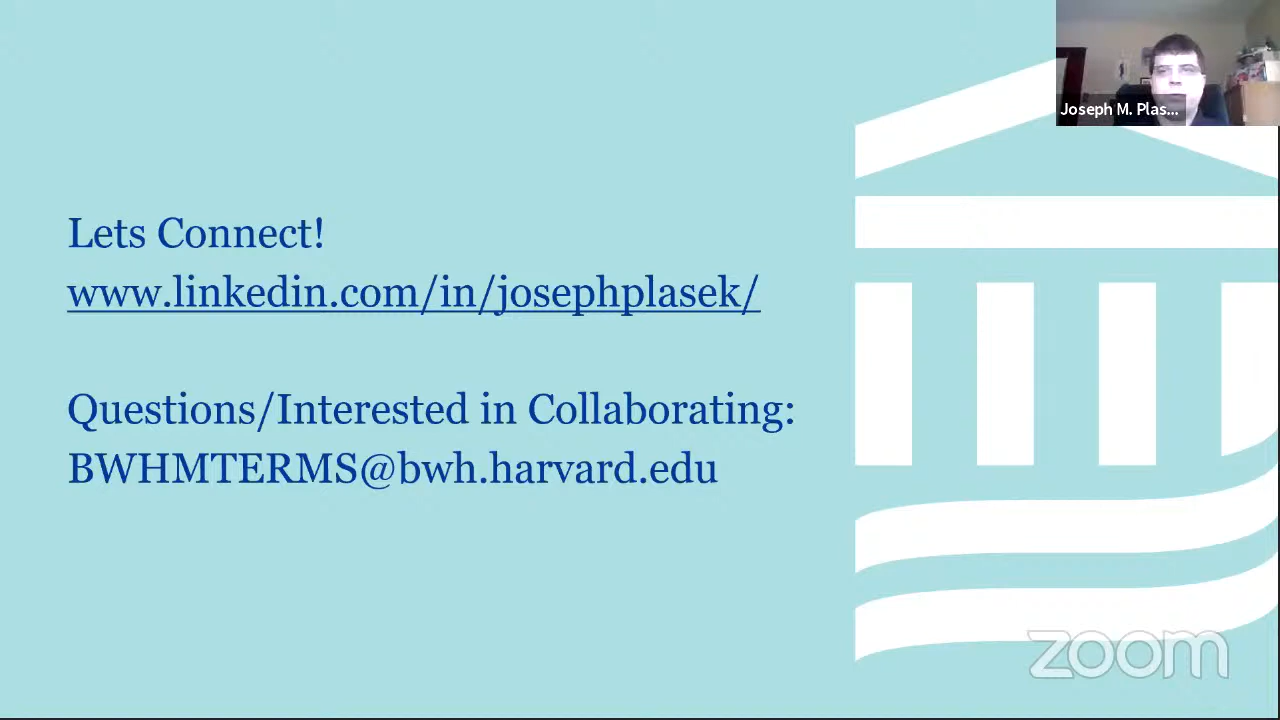 Joseph M. Plas...
Lets Connect!
www.linkedin.com/in/josephplasek/
Questions/Interested in Collaborating:
BWHMTERMS@bwh.harvard.edu
zoom